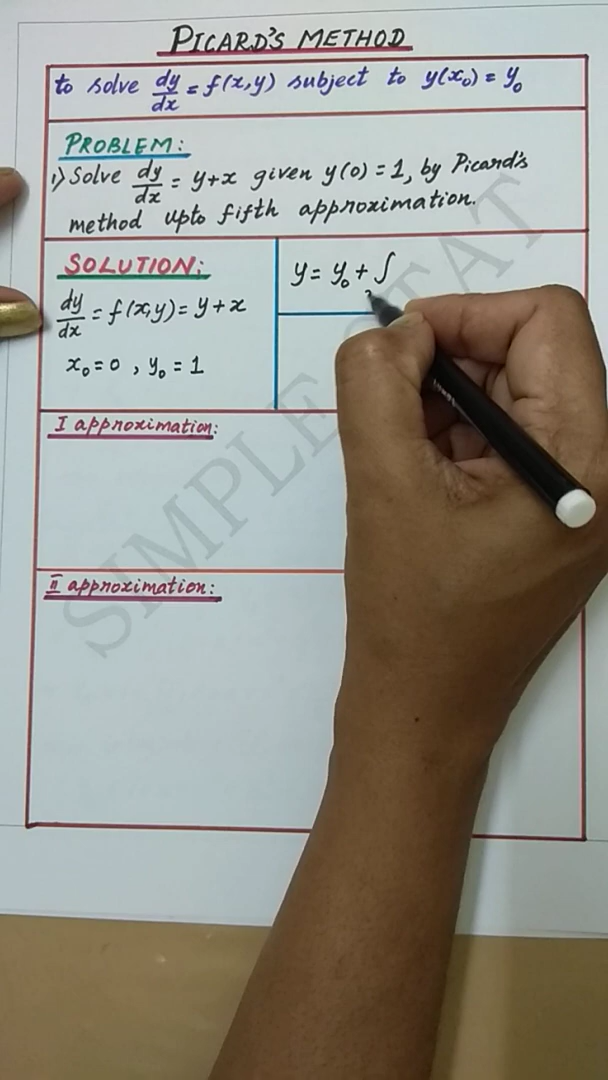 PICARD'S METHOD
to solve dy/dx = f(x,y) subject to y(x₀) = y₀
PROBLEM:
1) Solve dy/dx = y+x given y(0) = 1, by Picard's
method upto fifth approximation.
SOLUTION:
y = y₀ + ∫
dy/dx = f(x,y) = y + x
x₀ = 0 , y₀ = 1
I approximation:
II approximation: